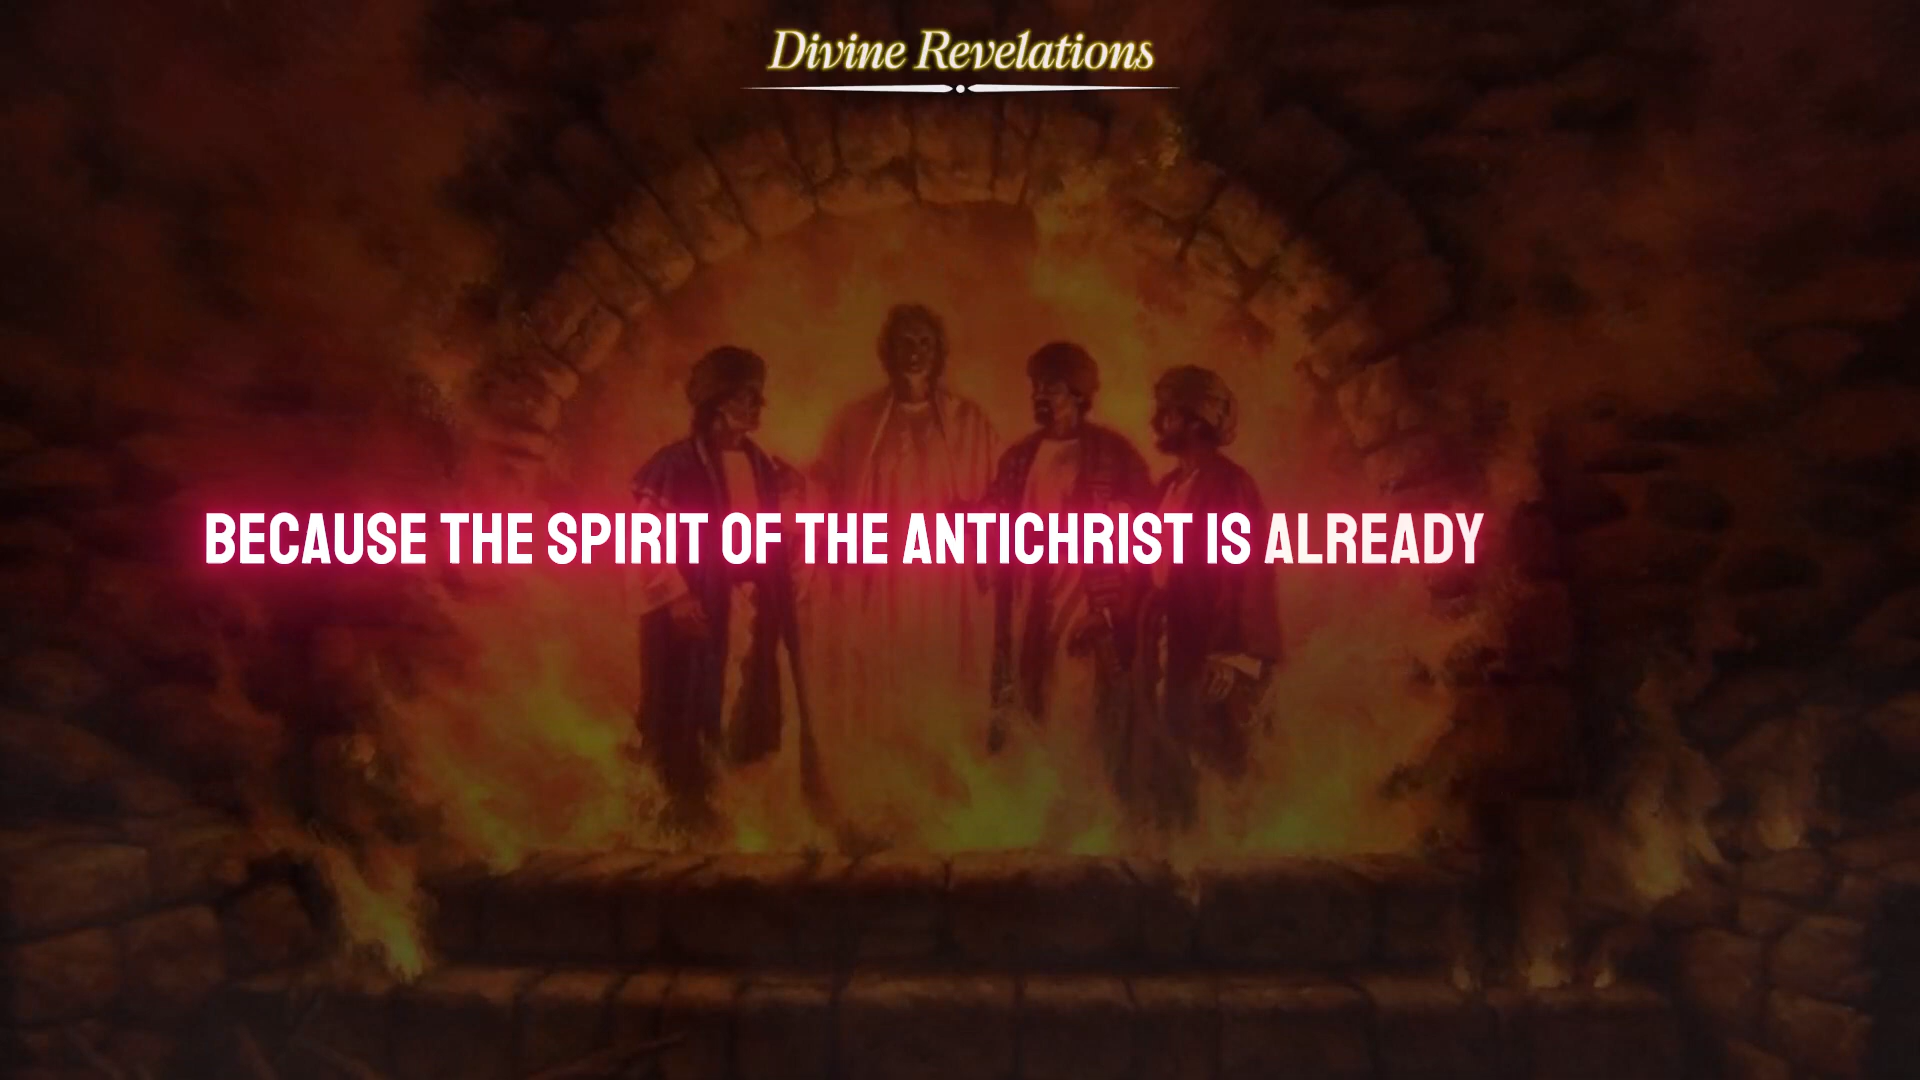 Divine Revelations
BECAUSE THE SPIRIT OF THE ANTICHRIST IS ALREADY